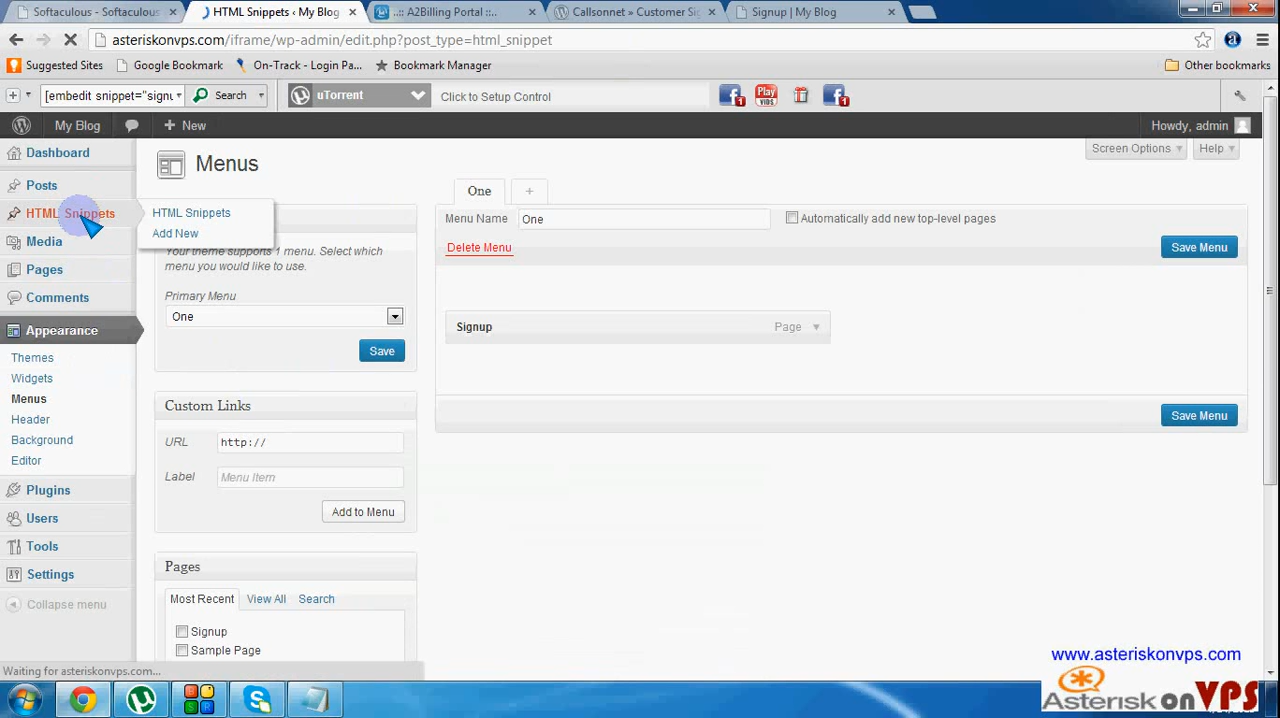 Softaculous - Softaculous
HTML Snippets ‹ My Blog
..:: A2Billing Portal ::..
Callsonnet » Customer Si
Signup | My Blog
asteriskonvps.com/iframe/wp-admin/edit.php?post_type=html_snippet
Suggested Sites
Google Bookmark
On-Track - Login Pa...
Bookmark Manager
Other bookmarks
[embedit snippet="signu
Search
uTorrent
Click to Setup Control
1
Play
VIDS
1
My Blog
+ New
Howdy, admin
Dashboard
Menus
Screen Options
Help
Posts
One
+
HTML Snippets
HTML Snippets
Menu Name
One
Automatically add new top-level pages
Add New
Media
Your theme supports 1 menu. Select which
menu you would like to use.
Delete Menu
Save Menu
Pages
Comments
Primary Menu
One
Appearance
Signup
Page
Save
Themes
Widgets
Menus
Header
Background
Editor
Custom Links
Save Menu
URL
http://
Label
Menu Item
Plugins
Add to Menu
Users
Tools
Pages
Settings
Most Recent
View All
Search
Collapse menu
Signup
Sample Page
Waiting for asteriskonvps.com...
www.asteriskonvps.com
Asterisk on VPS